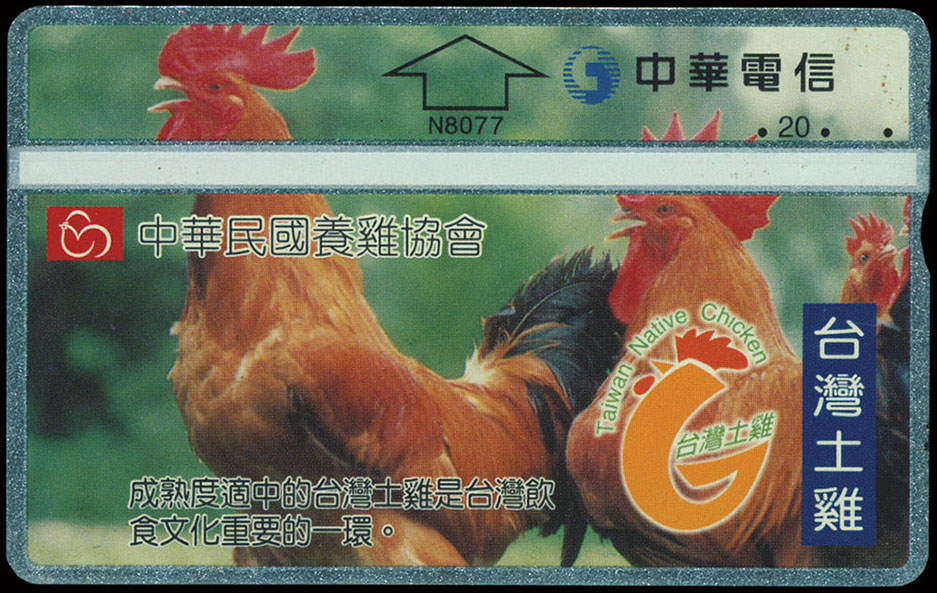 中華電信
N8077
20
中華民國養雞協會
Taiwan Native Chicken
台灣土雞
台灣土雞
成熟度適中的台灣土雞是台灣飲
食文化重要的一環。